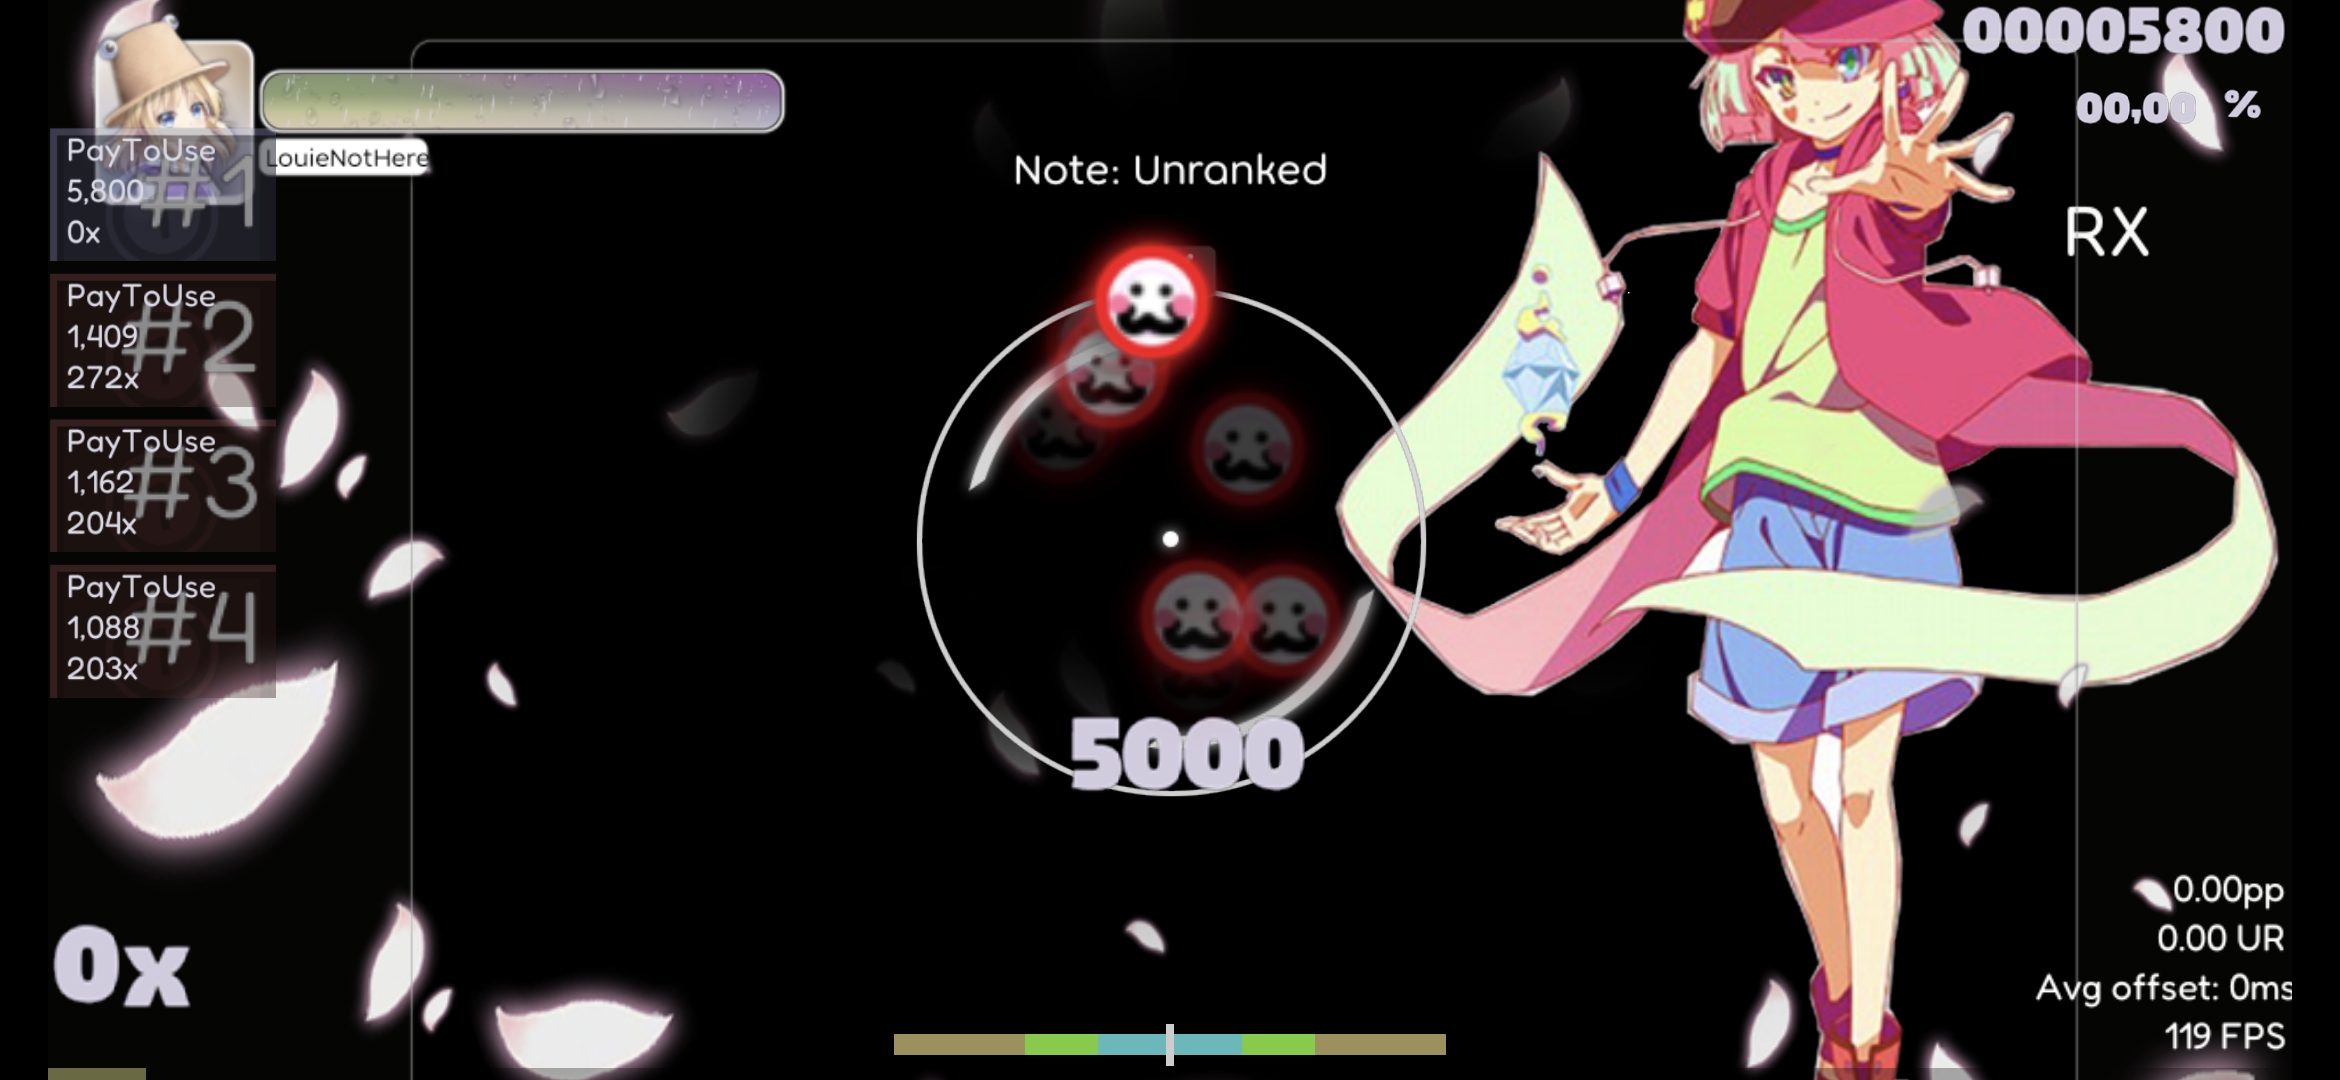 00005800
00,00 %
PayToUse
5,800
0x
#1
LouieNotHere
Note: Unranked
RX
PayToUse
1,409
272x
#2
PayToUse
1,162
204x
#3
PayToUse
1,088
203x
#4
5000
0x
0.00pp
0.00 UR
Avg offset: 0ms
119 FPS